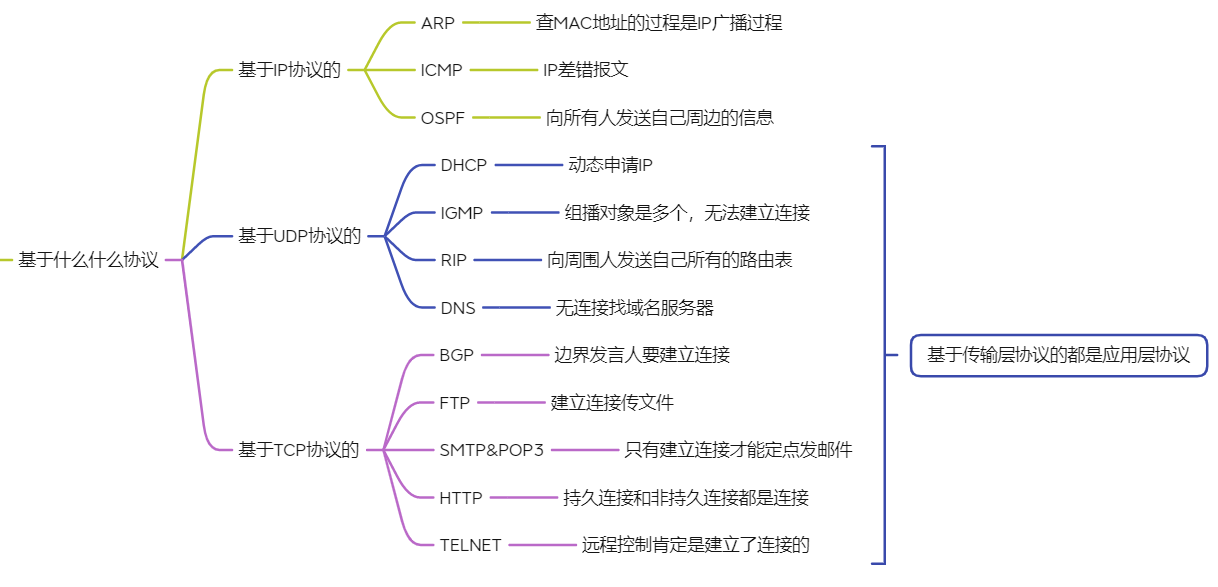 基于什么什么协议
基于IP协议的
ARP
查MAC地址的过程是IP广播过程
ICMP
IP差错报文
OSPF
向所有人发送自己周边的信息
基于UDP协议的
DHCP
动态申请IP
IGMP
组播对象是多个，无法建立连接
RIP
向周围人发送自己所有的路由表
DNS
无连接找域名服务器
基于TCP协议的
BGP
边界发言人要建立连接
FTP
建立连接传文件
SMTP&POP3
只有建立连接才能定点发邮件
HTTP
持久连接和非持久连接都是连接
TELNET
远程控制肯定是建立了连接的
基于传输层协议的都是应用层协议